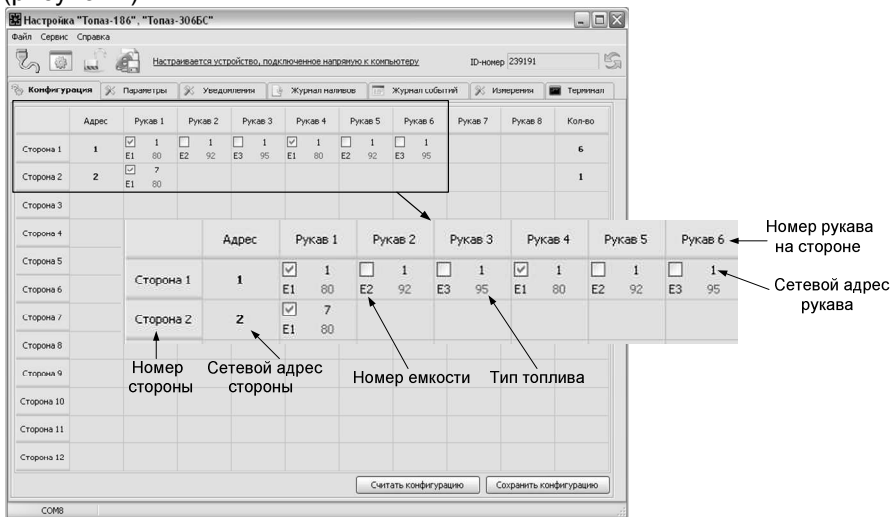 Настройка "Топаз-186", "Топаз-306БС"
Файл Сервис Справка
Настраивается устройство, подключенное напрямую к компьютеру ID-номер 239191
Конфигурация Параметры Уведомления Журнал наливов Журнал событий Измерения Терминал
Адрес Рукав 1 Рукав 2 Рукав 3 Рукав 4 Рукав 5 Рукав 6 Рукав 7 Рукав 8 Кол-во
Сторона 1 1 1 1 1 1 1 1 6
E1 80 E2 92 E3 95 E1 80 E2 92 E3 95
Сторона 2 2 7 1
E1 80
Сторона 3
Сторона 4
Сторона 5
Сторона 6
Сторона 7
Сторона 8
Сторона 9
Сторона 10
Сторона 11
Сторона 12
Адрес Рукав 1 Рукав 2 Рукав 3 Рукав 4 Рукав 5 Рукав 6
Сторона 1 1 1 1 1 1 1 1
E1 80 E2 92 E3 95 E1 80 E2 92 E3 95
Сторона 2 2 7
E1 80
Номер рукава
на стороне
Сетевой адрес
рукава
Номер
стороны
Сетевой адрес
стороны
Номер емкости
Тип топлива
Считать конфигурацию Сохранить конфигурацию
COM8